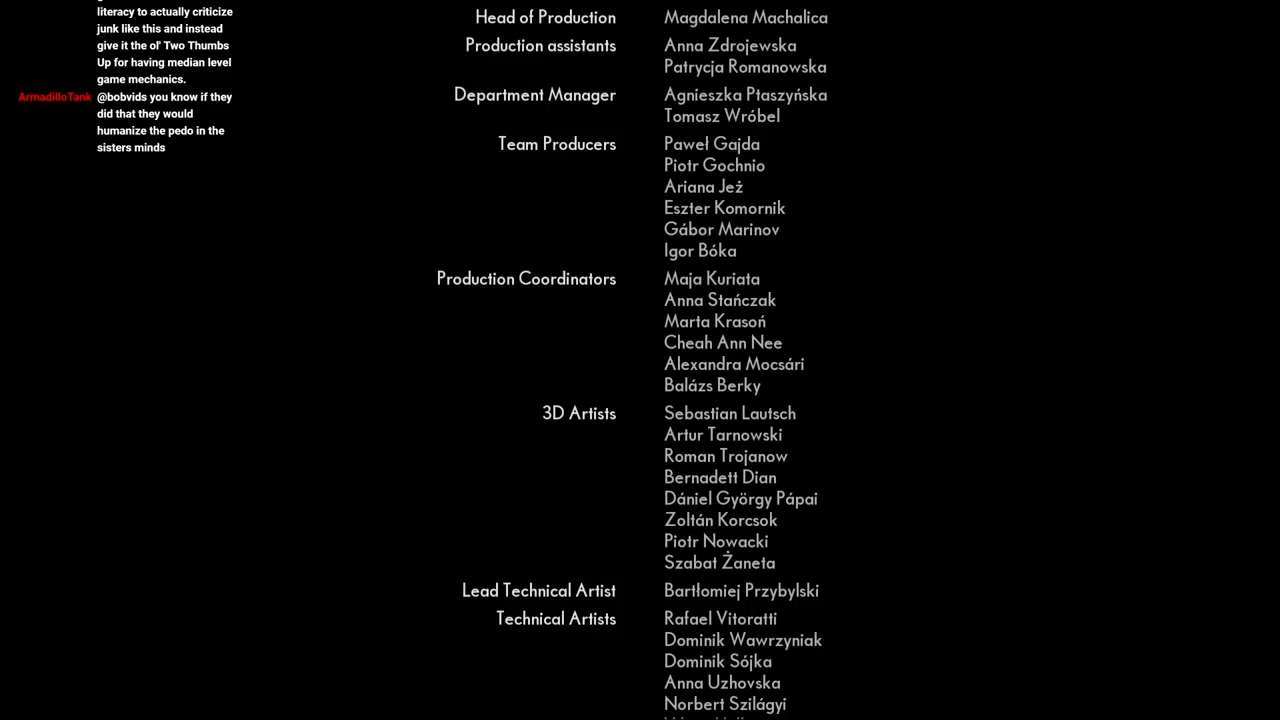 literacy to actually criticize
junk like this and instead
give it the ol' Two Thumbs
Up for having median level
game mechanics.
ArmadilloTank @bobvids you know if they
did that they would
humanize the pedo in the
sisters minds
Head of Production Magdalena Machalica
Production assistants Anna Zdrojewska
Patrycja Romanowska
Department Manager Agnieszka Ptaszyńska
Tomasz Wróbel
Team Producers Paweł Gajda
Piotr Gochnio
Ariana Jeż
Eszter Komornik
Gábor Marinov
Igor Bóka
Production Coordinators Maja Kuriata
Anna Stańczak
Marta Krasoń
Cheah Ann Nee
Alexandra Mocsári
Balázs Berky
3D Artists Sebastian Lautsch
Artur Tarnowski
Roman Trojanow
Bernadett Dian
Dániel György Pápai
Zoltán Korcsok
Piotr Nowacki
Szabat Żaneta
Lead Technical Artist Bartłomiej Przybylski
Technical Artists Rafael Vitoratti
Dominik Wawrzyniak
Dominik Sójka
Anna Uzhovska
Norbert Szilágyi